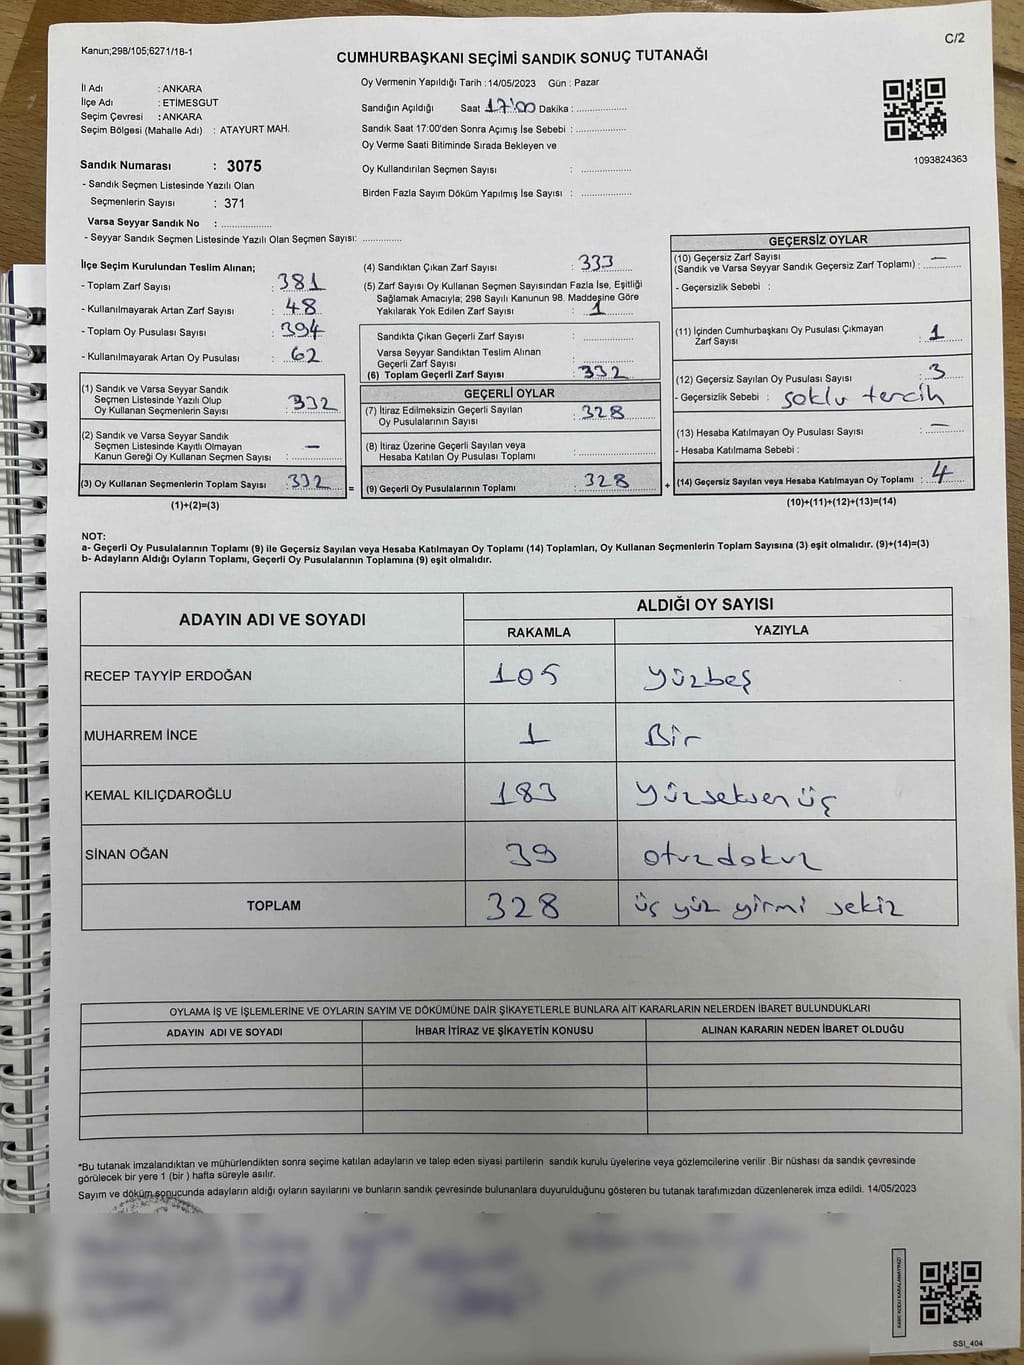 Kanun;298/105;6271/18-1
C/2
CUMHURBAŞKANI SEÇİMİ SANDIK SONUÇ TUTANAĞI
İl Adı : ANKARA
İlçe Adı : ETİMESGUT
Seçim Çevresi : ANKARA
Seçim Bölgesi (Mahalle Adı) : ATAYURT MAH.
Oy Vermenin Yapıldığı Tarih : 14/05/2023 Gün : Pazar
Sandığın Açıldığı Saat 17:00 Dakika : ....................
Sandık Saat 17:00'den Sonra Açımış İse Sebebi : ....................
Oy Verme Saati Bitiminde Sırada Bekleyen ve
Oy Kullandırılan Seçmen Sayısı : ....................
Birden Fazla Sayım Döküm Yapılmış İse Sayısı : ....................
1093824363
Sandık Numarası : 3075
- Sandık Seçmen Listesinde Yazılı Olan
Seçmenlerin Sayısı : 371
Varsa Seyyar Sandık No : ....................
- Seyyar Sandık Seçmen Listesinde Yazılı Olan Seçmen Sayısı: ...............
İlçe Seçim Kurulundan Teslim Alınan;
- Toplam Zarf Sayısı : 381
- Kullanılmayarak Artan Zarf Sayısı : 48
- Toplam Oy Pusulası Sayısı : 394
- Kullanılmayarak Artan Oy Pusulası : 62
(1) Sandık ve Varsa Seyyar Sandık
Seçmen Listesinde Yazılı Olup
Oy Kullanan Seçmenlerin Sayısı : 332
(2) Sandık ve Varsa Seyyar Sandık
Seçmen Listesinde Kayıtlı Olmayan
Kanun Gereği Oy Kullanan Seçmen Sayısı : —
(3) Oy Kullanan Seçmenlerin Toplam Sayısı : 332 =
(1)+(2)=(3)
(4) Sandıktan Çıkan Zarf Sayısı : 333
(5) Zarf Sayısı Oy Kullanan Seçmen Sayısından Fazla İse, Eşitliği
Sağlamak Amacıyla; 298 Sayılı Kanunun 98. Maddesine Göre
Yakılarak Yok Edilen Zarf Sayısı : 1
Sandıkta Çıkan Geçerli Zarf Sayısı : ....................
Varsa Seyyar Sandıktan Teslim Alınan
Geçerli Zarf Sayısı : ....................
(6) Toplam Geçerli Zarf Sayısı : 332
GEÇERLİ OYLAR
(7) İtiraz Edilmeksizin Geçerli Sayılan
Oy Pusulalarının Sayısı : 328
(8) İtiraz Üzerine Geçerli Sayılan veya
Hesaba Katılan Oy Pusulası Toplamı : ....................
(9) Geçerli Oy Pusulalarının Toplamı : 328 +
GEÇERSİZ OYLAR
(10) Geçersiz Zarf Sayısı
(Sandık ve Varsa Seyyar Sandık Geçersiz Zarf Toplamı) : —
- Geçersizlik Sebebi :
(11) İçinden Cumhurbaşkanı Oy Pusulası Çıkmayan
Zarf Sayısı : 1
(12) Geçersiz Sayılan Oy Pusulası Sayısı : 3
- Geçersizlik Sebebi : şoklu tercih
(13) Hesaba Katılmayan Oy Pusulası Sayısı : —
- Hesaba Katılmama Sebebi :
(14) Geçersiz Sayılan veya Hesaba Katılmayan Oy Toplamı : 4
(10)+(11)+(12)+(13)=(14)
NOT:
a- Geçerli Oy Pusulalarının Toplamı (9) ile Geçersiz Sayılan veya Hesaba Katılmayan Oy Toplamı (14) Toplamları, Oy Kullanan Seçmenlerin Toplam Sayısına (3) eşit olmalıdır. (9)+(14)=(3)
b- Adayların Aldığı Oyların Toplamı, Geçerli Oy Pusulalarının Toplamına (9) eşit olmalıdır.
ADAYIN ADI VE SOYADI
ALDIĞI OY SAYISI
RAKAMLA YAZIYLA
RECEP TAYYİP ERDOĞAN 105 Yüzbeş
MUHARREM İNCE 1 Bir
KEMAL KILIÇDAROĞLU 183 Yüzseksen üç
SİNAN OĞAN 39 otuzdokuz
TOPLAM 328 üç yüz yirmi sekiz
OYLAMA İŞ VE İŞLEMLERİNE VE OYLARIN SAYIM VE DÖKÜMÜNE DAİR ŞİKAYETLERLE BUNLARA AİT KARARLARIN NELERDEN İBARET BULUNDUKLARI
ADAYIN ADI VE SOYADI İHBAR İTİRAZ VE ŞİKAYETİN KONUSU ALINAN KARARIN NEDEN İBARET OLDUĞU
*Bu tutanak imzalandıktan ve mühürlendikten sonra seçime katılan adayların ve talep eden siyasi partilerin sandık kurulu üyelerine veya gözlemcilerine verilir .Bir nüshası da sandık çevresinde
görülecek bir yere 1 (bir ) hafta süreyle asılır.
Sayım ve döküm sonucunda adayların aldığı oyların sayılarını ve bunların sandık çevresinde bulunanlara duyurulduğunu gösteren bu tutanak tarafımızdan düzenlenerek imza edildi. 14/05/2023
KARE KODU KARALAMAYINIZ!
SSI_404